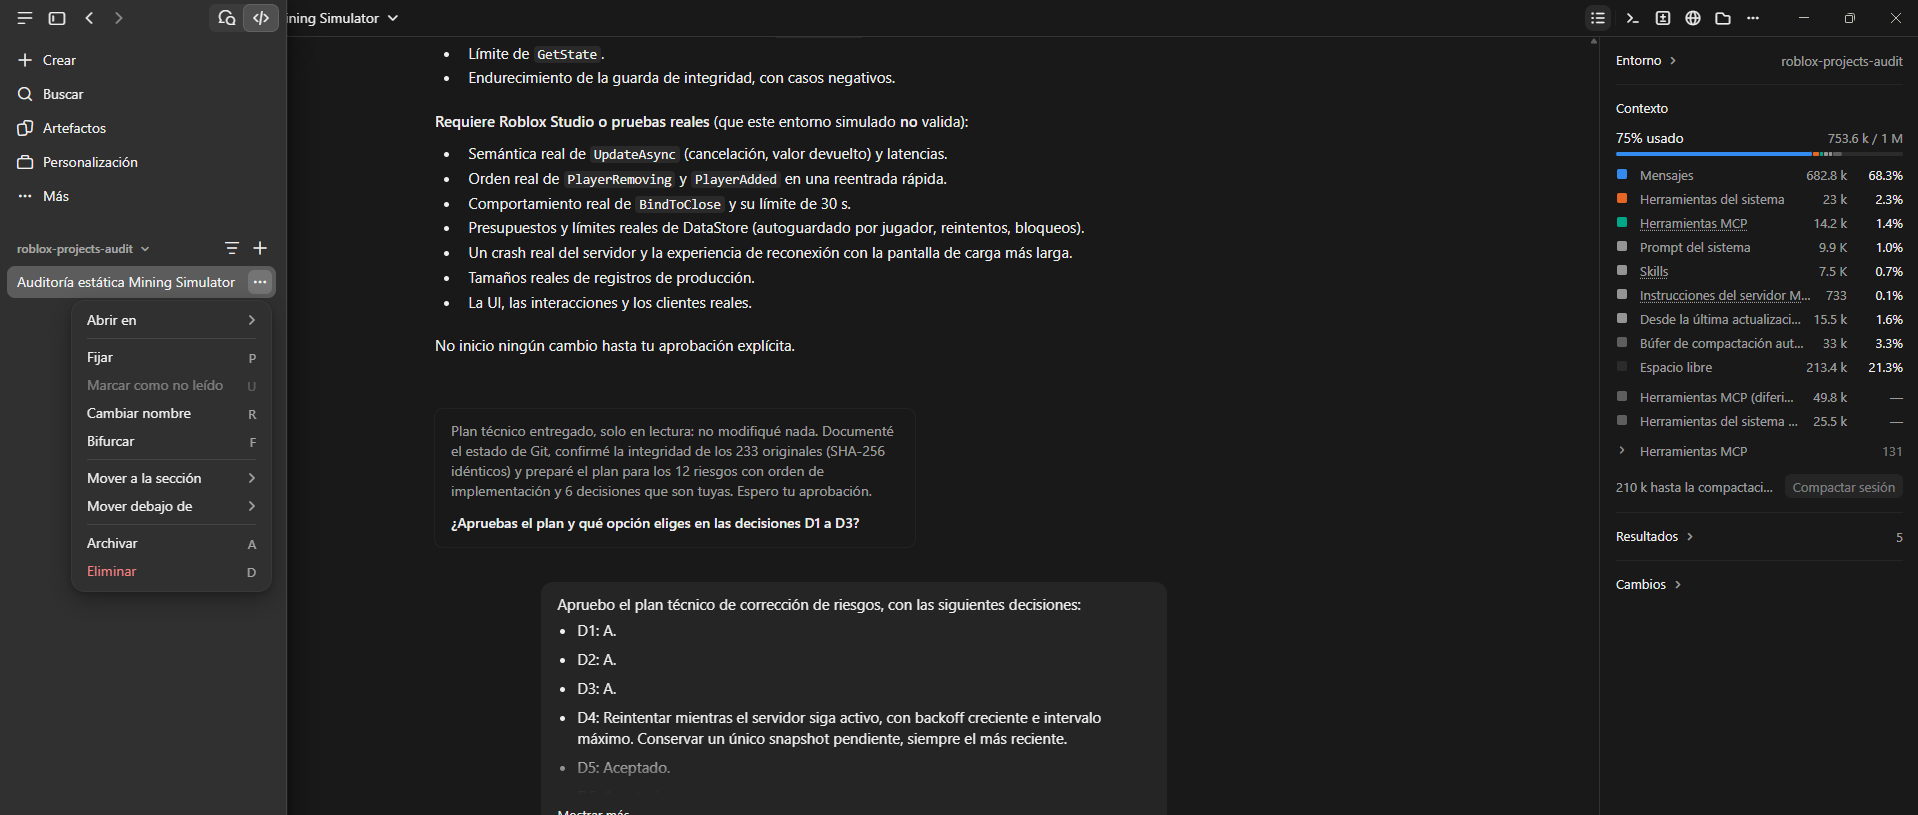 ining Simulator
Crear
Buscar
Artefactos
Personalización
Más
roblox-projects-audit
Auditoría estática Mining Simulator
Abrir en
Fijar P
Marcar como no leído U
Cambiar nombre R
Bifurcar F
Mover a la sección
Mover debajo de
Archivar A
Eliminar D
Límite de GetState.
Endurecimiento de la guarda de integridad, con casos negativos.
Requiere Roblox Studio o pruebas reales (que este entorno simulado no valida):
Semántica real de UpdateAsync (cancelación, valor devuelto) y latencias.
Orden real de PlayerRemoving y PlayerAdded en una reentrada rápida.
Comportamiento real de BindToClose y su límite de 30 s.
Presupuestos y límites reales de DataStore (autoguardado por jugador, reintentos, bloqueos).
Un crash real del servidor y la experiencia de reconexión con la pantalla de carga más larga.
Tamaños reales de registros de producción.
La UI, las interacciones y los clientes reales.
No inicio ningún cambio hasta tu aprobación explícita.
Plan técnico entregado, solo en lectura: no modifiqué nada. Documenté
el estado de Git, confirmé la integridad de los 233 originales (SHA-256
idénticos) y preparé el plan para los 12 riesgos con orden de
implementación y 6 decisiones que son tuyas. Espero tu aprobación.
¿Apruebas el plan y qué opción eliges en las decisiones D1 a D3?
Apruebo el plan técnico de corrección de riesgos, con las siguientes decisiones:
D1: A.
D2: A.
D3: A.
D4: Reintentar mientras el servidor siga activo, con backoff creciente e intervalo
máximo. Conservar un único snapshot pendiente, siempre el más reciente.
D5: Aceptado.
Mostrar más
Entorno roblox-projects-audit
Contexto
75% usado 753.6 k / 1 M
Mensajes 682.8 k 68.3%
Herramientas del sistema 23 k 2.3%
Herramientas MCP 14.2 k 1.4%
Prompt del sistema 9.9 K 1.0%
Skills 7.5 K 0.7%
Instrucciones del servidor M... 733 0.1%
Desde la última actualizaci... 15.5 k 1.6%
Búfer de compactación aut... 33 k 3.3%
Espacio libre 213.4 k 21.3%
Herramientas MCP (diferi... 49.8 k —
Herramientas del sistema ... 25.5 k —
Herramientas MCP 131
210 k hasta la compactaci... Compactar sesión
Resultados 5
Cambios